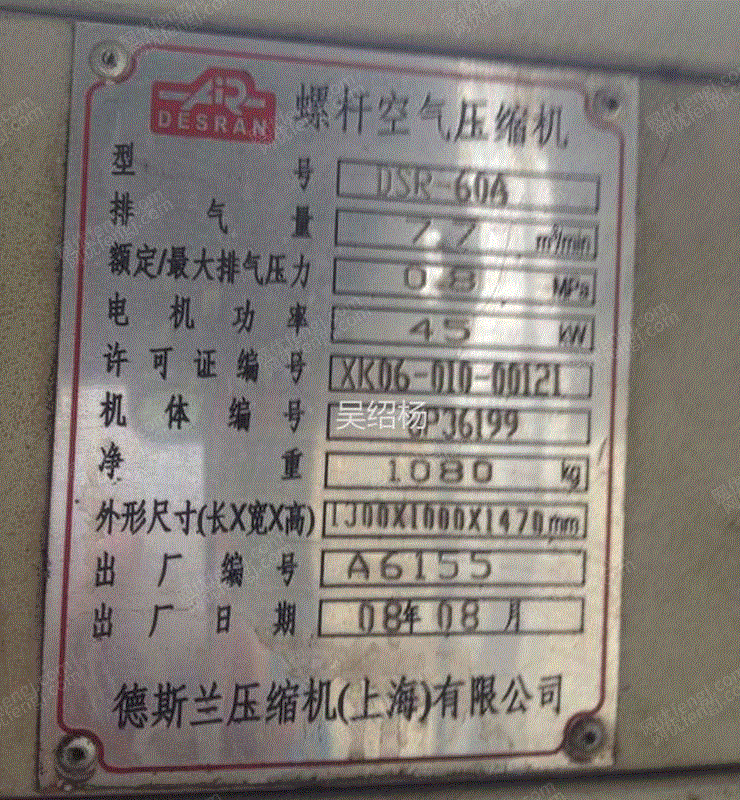 AiR
DESRAN
螺杆空气压缩机
型号 DSR-60A
排气量 7.7 m³/min
额定/最大排气压力 0.8 MPa
电机功率 45 kW
许可证编号 XK06-010-00121
机体编号 GP36199
吴绍杨
净重 1080 kg
外形尺寸(长X宽X高) 1J00X1000X1470mm
出厂编号 A6155
出厂日期 08年08月
德斯兰压缩机(上海)有限公司